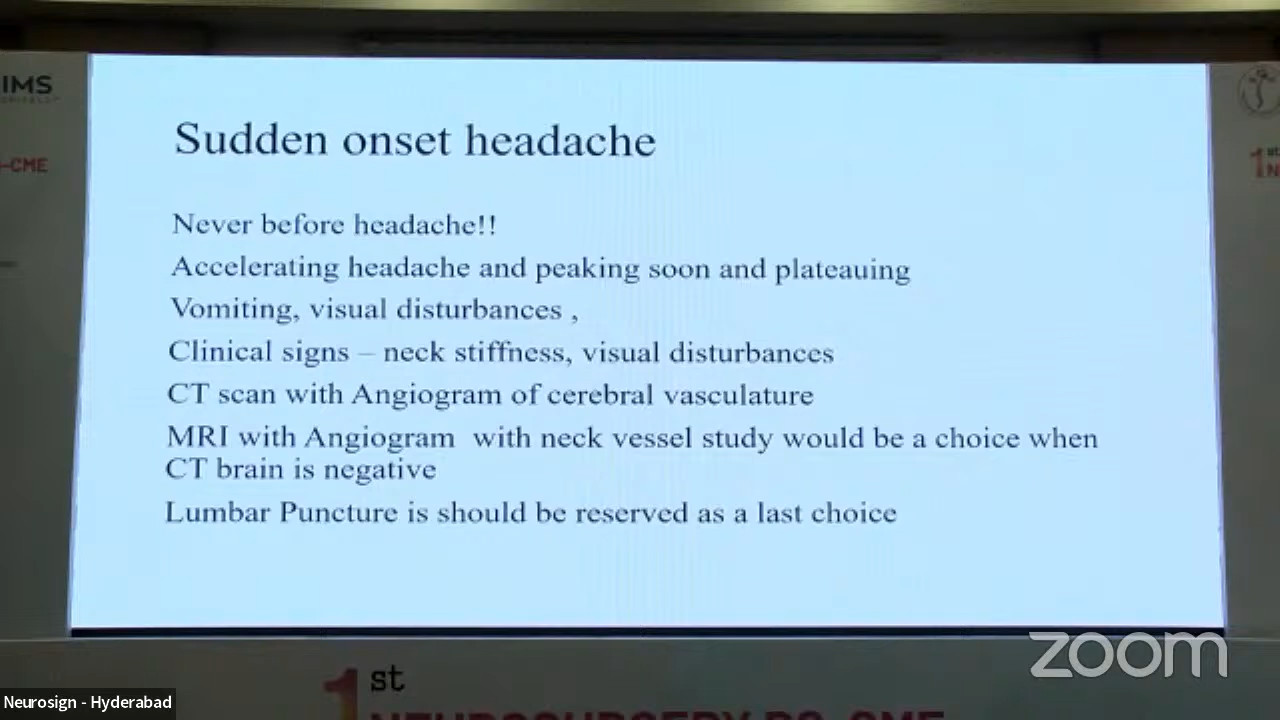 IMS
-CME
1st
N
Sudden onset headache
Never before headache!!
Accelerating headache and peaking soon and plateauing
Vomiting, visual disturbances ,
Clinical signs – neck stiffness, visual disturbances
CT scan with Angiogram of cerebral vasculature
MRI with Angiogram with neck vessel study would be a choice when
CT brain is negative
Lumbar Puncture is should be reserved as a last choice
zoom
1st
Neurosign - Hyderabad